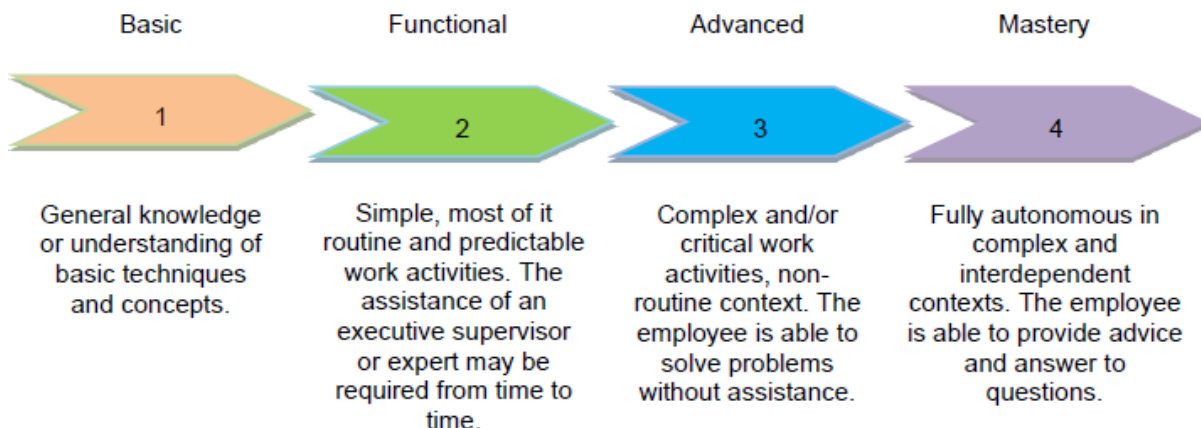 Basic
Functional
Advanced
Mastery
1
2
3
4
General knowledge
or understanding of
basic techniques
and concepts.
Simple, most of it
routine and predictable
work activities. The
assistance of an
executive supervisor
or expert may be
required from time to
time.
Complex and/or
critical work
activities, non-
routine context. The
employee is able to
solve problems
without assistance.
Fully autonomous in
complex and
interdependent
contexts. The employee
is able to provide advice
and answer to
questions.